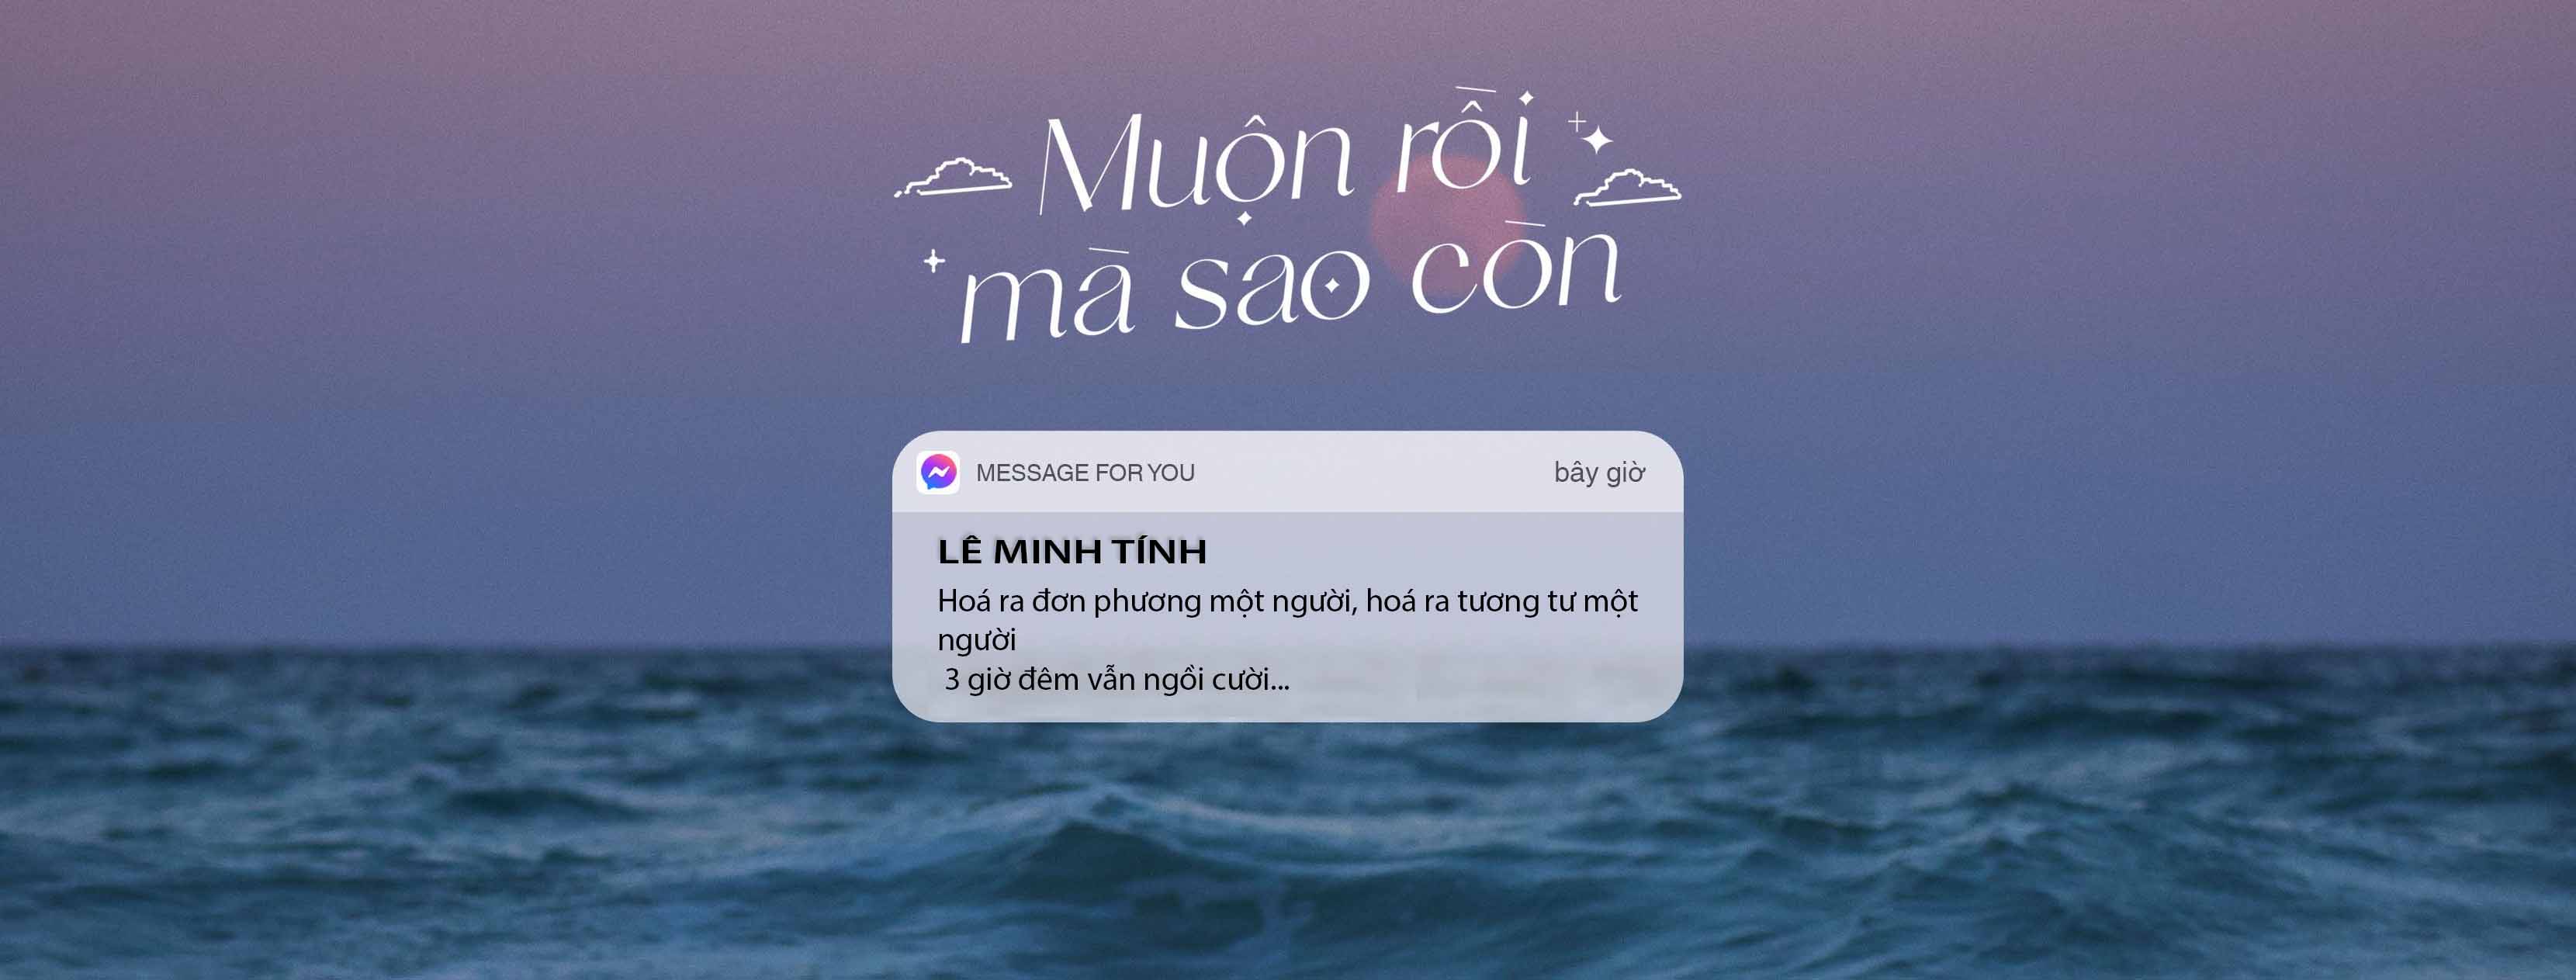 Muộn rồi
mà sao còn
MESSAGE FOR YOU
bây giờ
LÊ MINH TÍNH
Hoá ra đơn phương một người, hoá ra tương tư một
người
3 giờ đêm vẫn ngồi cười...